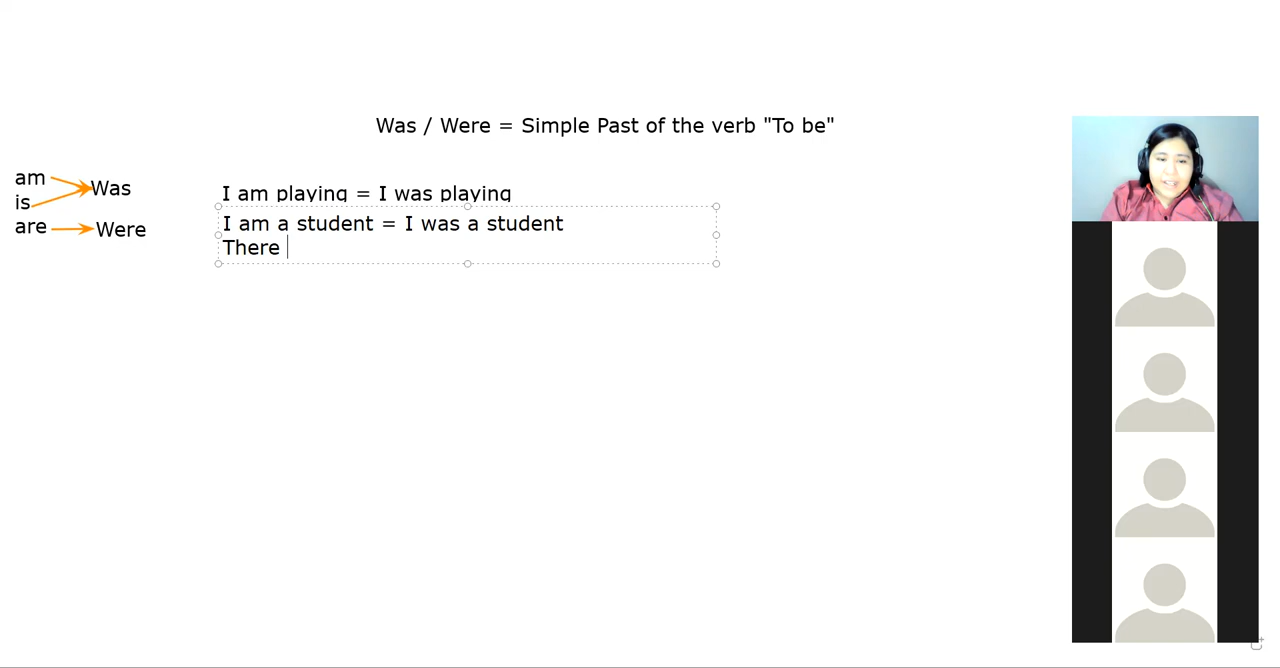 Was / Were = Simple Past of the verb "To be"
am
is
are
Was
Were
I am playing = I was playing
I am a student = I was a student
There